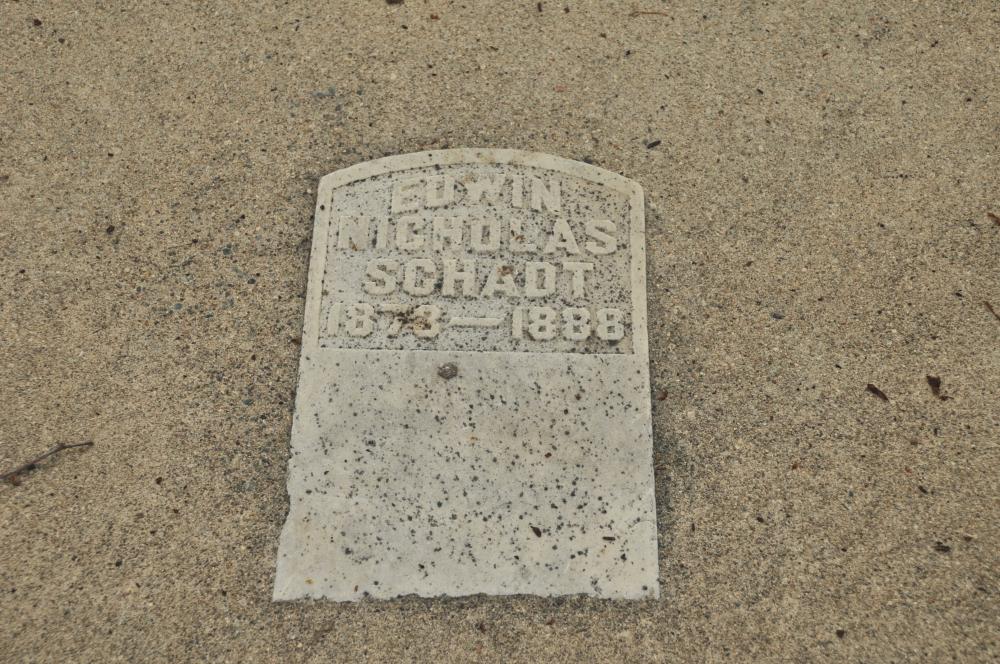 EDWIN
NICHOLAS
SCHADT
1873—1888